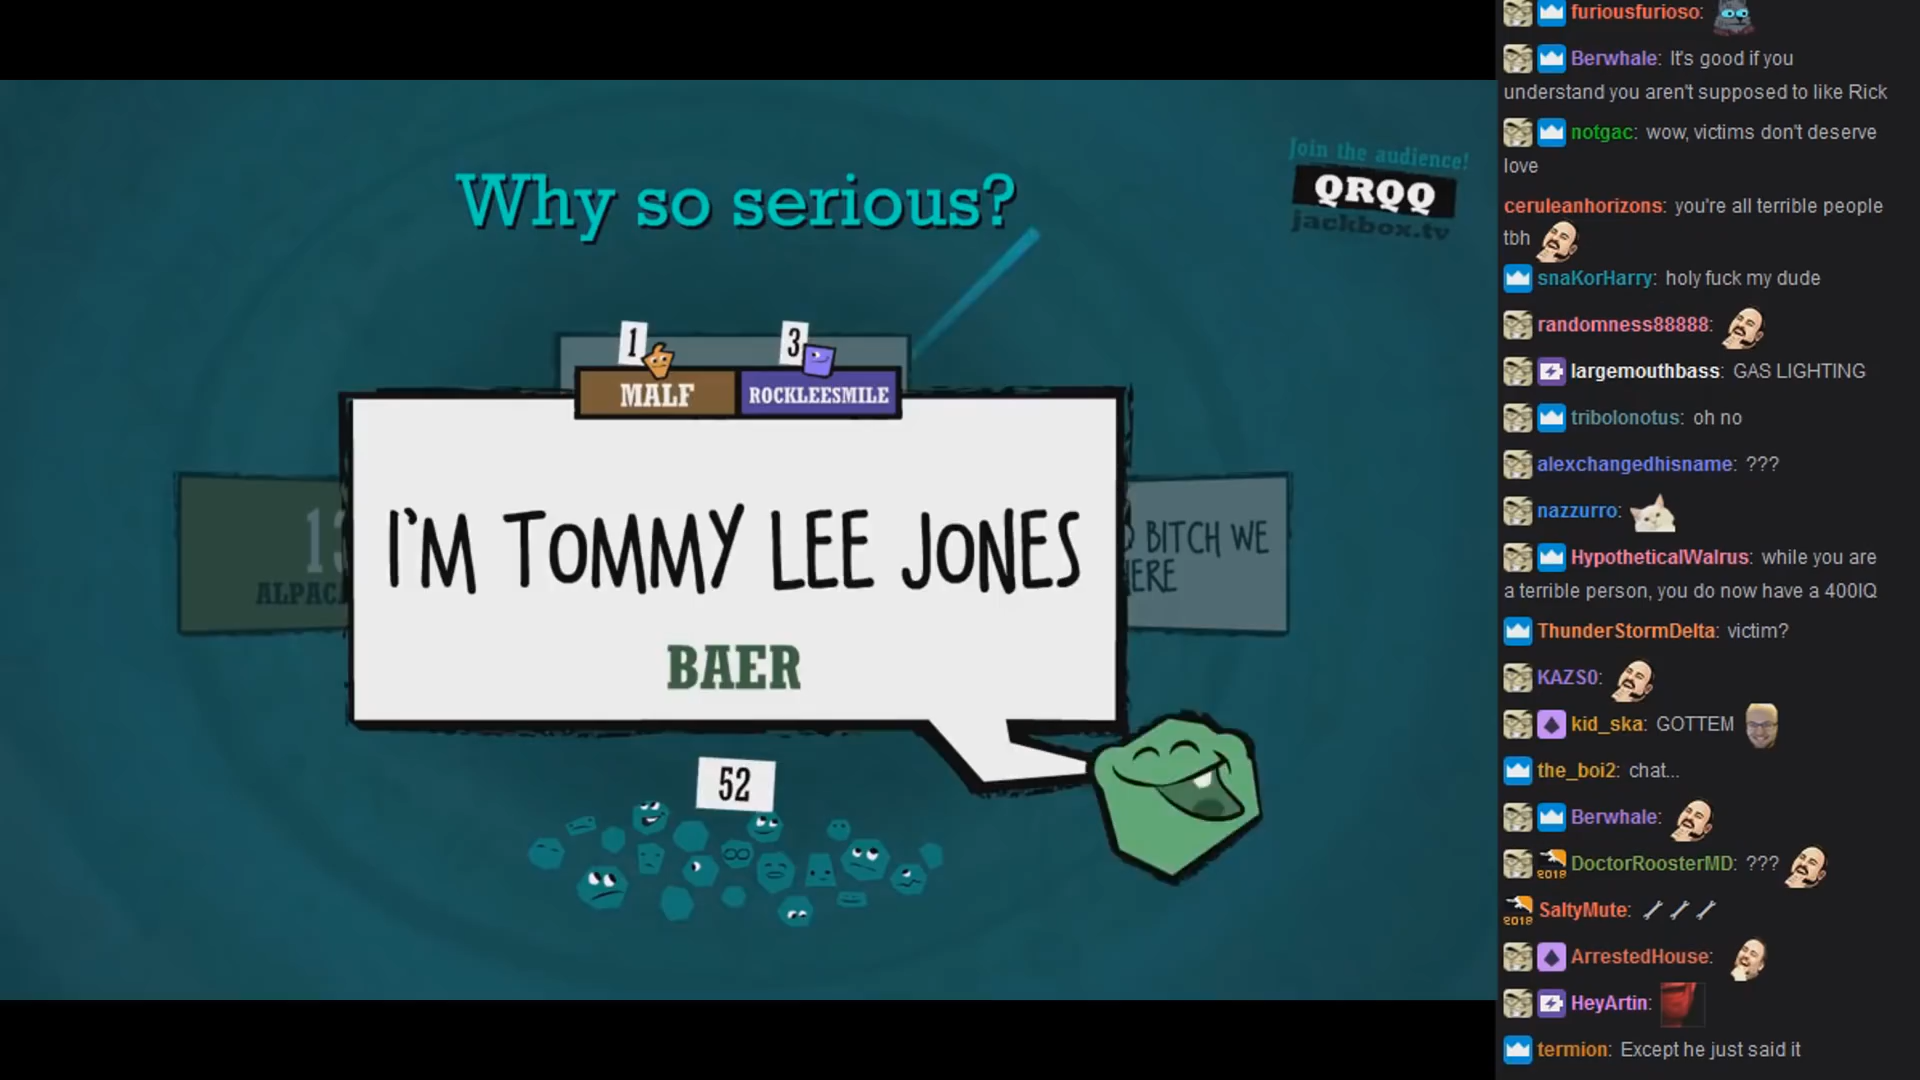 Why so serious?
Join the audience!
QRQQ
jackbox.tv
1
3
MALF
ROCKLEESMILE
I'M TOMMY LEE JONES
BAER
13
ALPAC
BITCH WE
ERE
52
furiousfurioso:
Berwhale: It's good if you
understand you aren't supposed to like Rick
notgac: wow, victims don't deserve
love
ceruleanhorizons: you're all terrible people
tbh
snaKorHarry: holy fuck my dude
randomness88888:
largemouthbass: GAS LIGHTING
tribolonotus: oh no
alexchangedhisname: ???
nazzurro:
HypotheticalWalrus: while you are
a terrible person, you do now have a 400IQ
ThunderStormDelta: victim?
KAZS0:
kid_ska: GOTTEM
the_boi2: chat...
Berwhale:
2018 DoctorRoosterMD: ???
2018 SaltyMute:
ArrestedHouse:
HeyArtin:
termion: Except he just said it